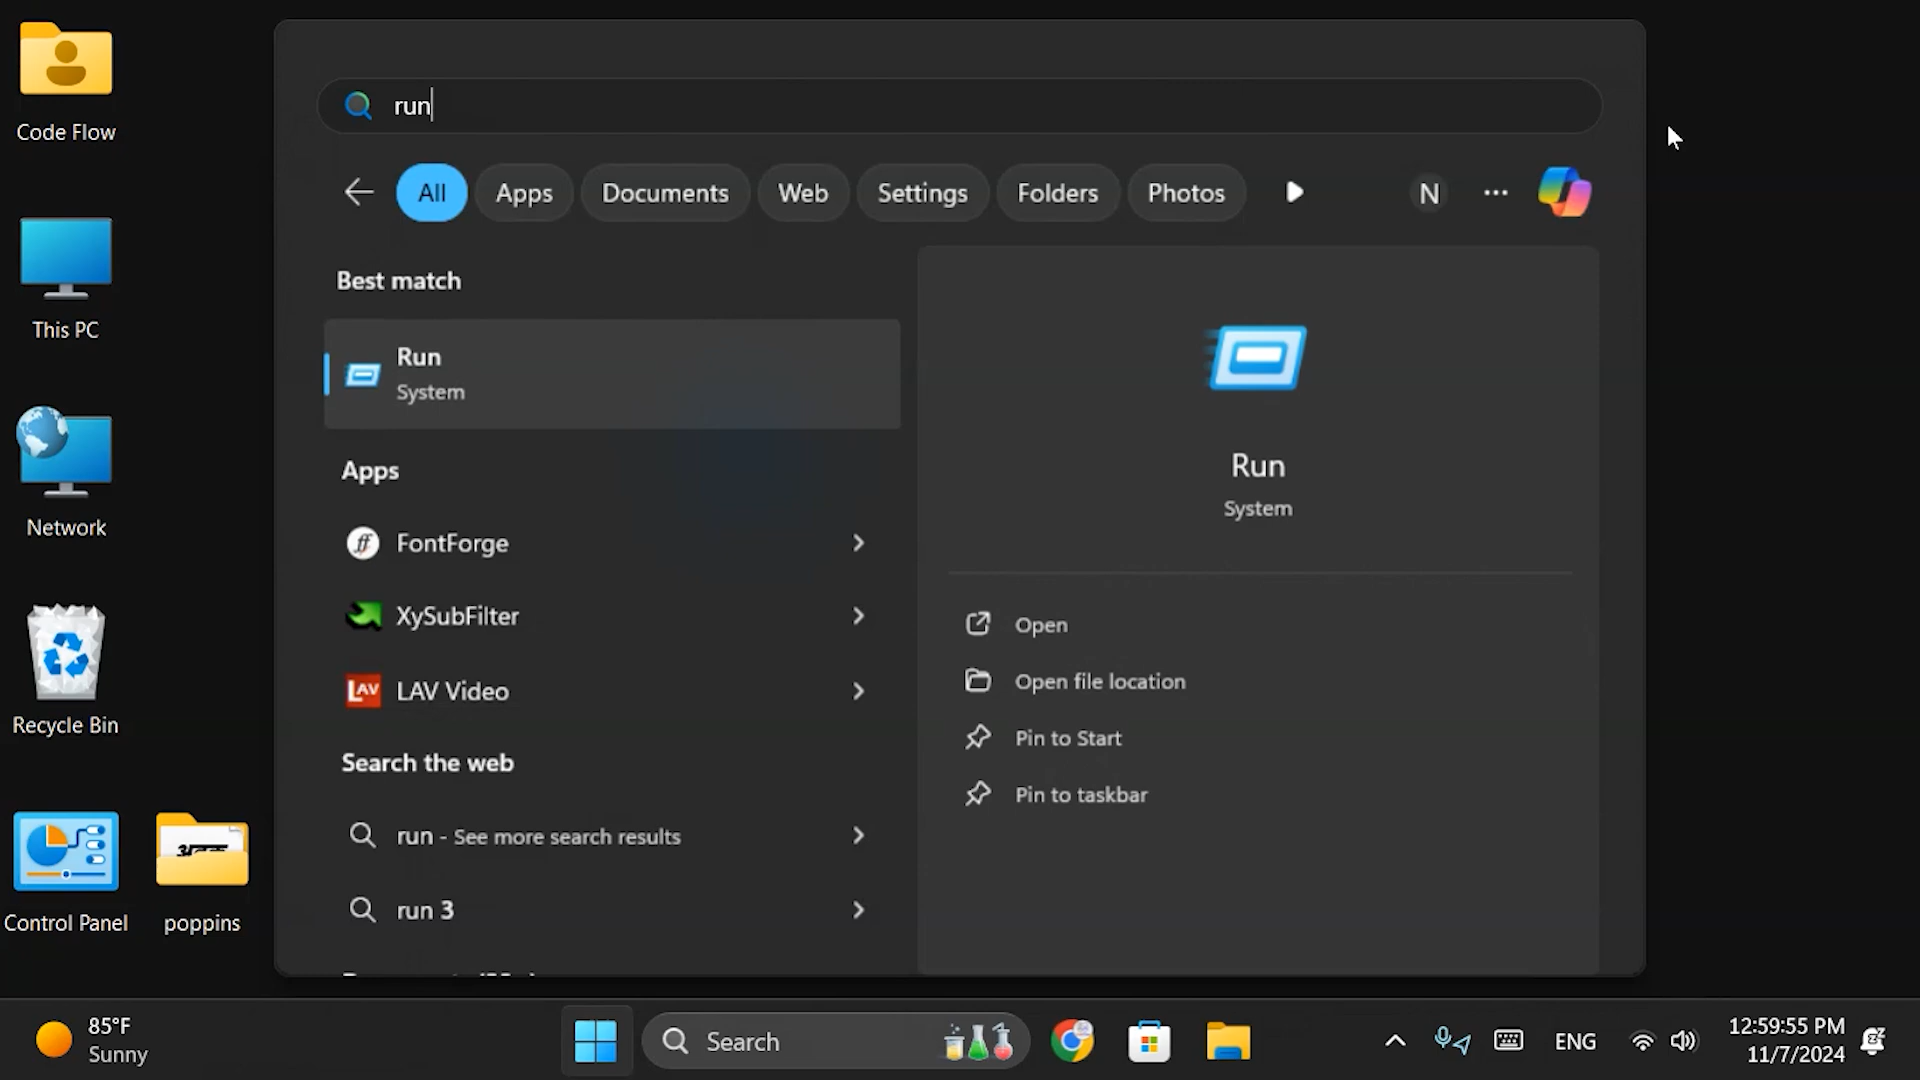 Code Flow
This PC
Network
Recycle Bin
Control Panel
poppins
run
All
Apps
Documents
Web
Settings
Folders
Photos
N
Best match
Run
System
Apps
FontForge
XySubFilter
LAV
LAV Video
Search the web
run - See more search results
run 3
Run
System
Open
Open file location
Pin to Start
Pin to taskbar
85°F
Sunny
Search
ENG
12:59:55 PM
11/7/2024